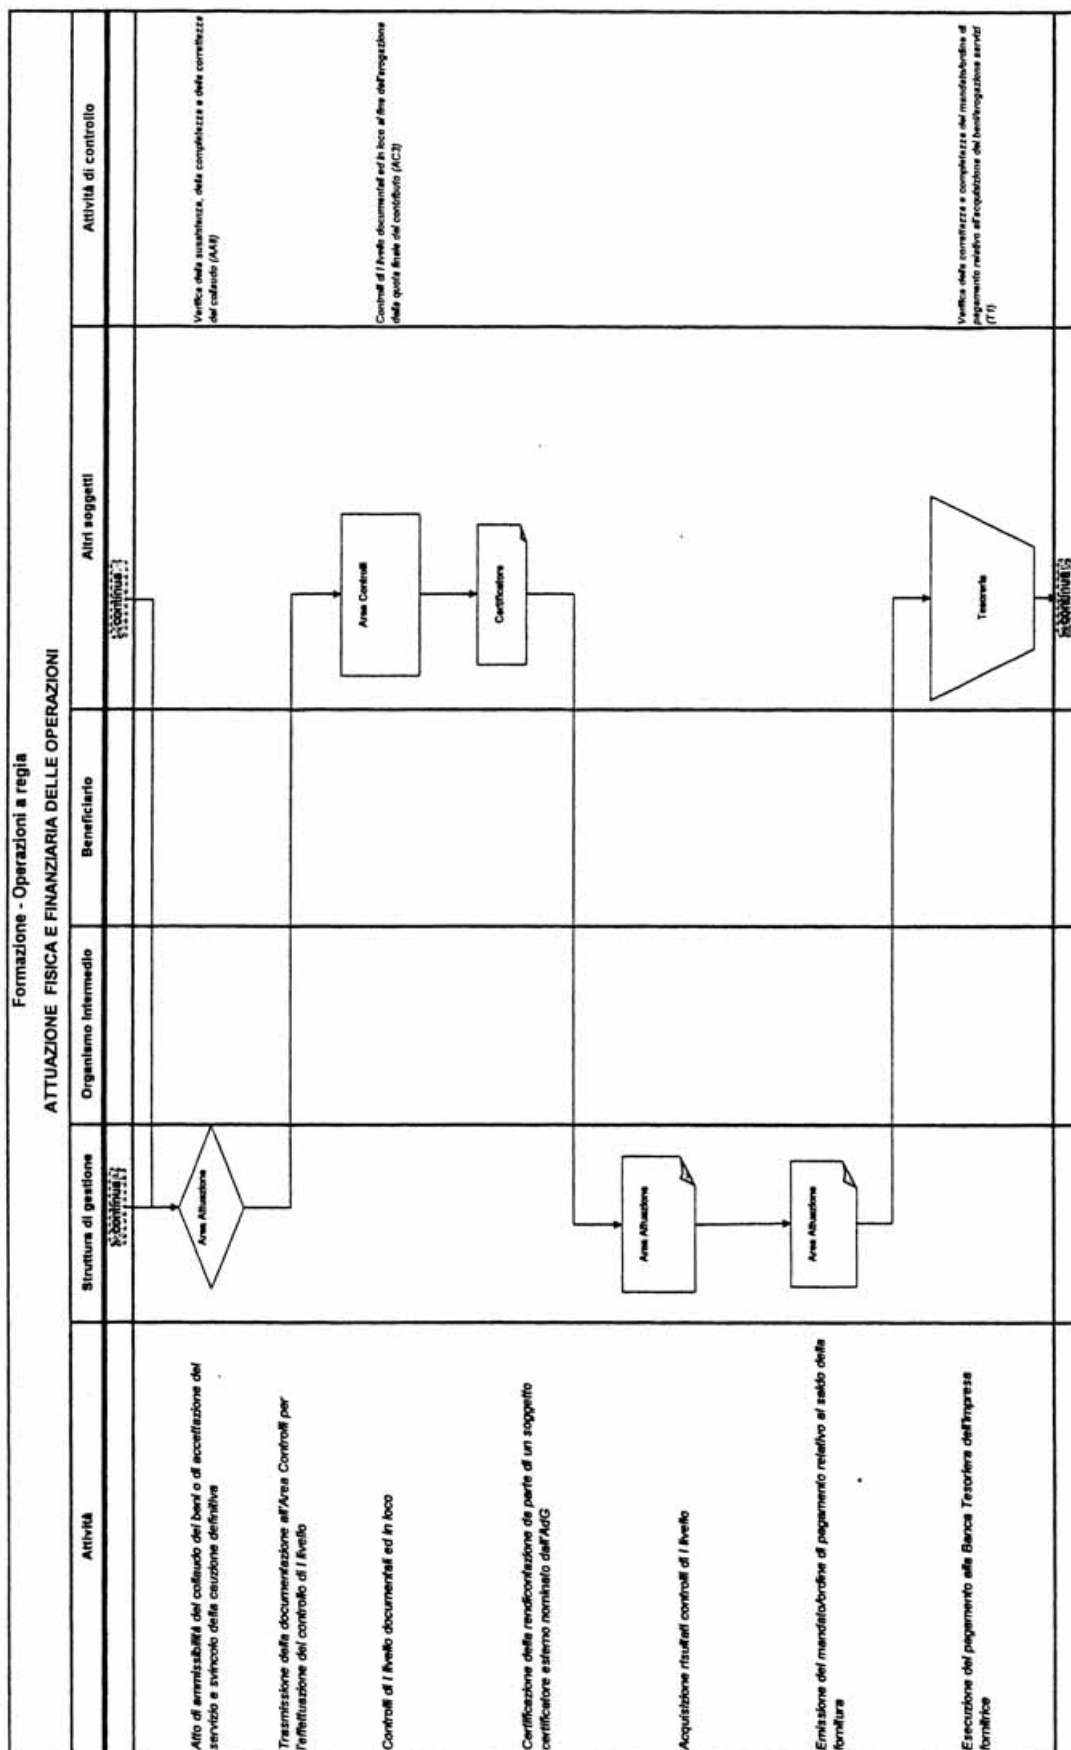 Formazione - Operazioni a regia
ATTUAZIONE FISICA E FINANZIARIA DELLE OPERAZIONI
Attività
Struttura di gestione
Organismo Intermedio
Beneficiario
Altri soggetti
Attività di controllo
continua
continua
Atto di ammissibilità del collaudo dei beni o di accettazione del
servizio e svincolo della cauzione definitiva
Area Attuazione
Verifica della sussistenza, della completezza e della correttezza
del collaudo (AA8)
Trasmissione della documentazione all'Area Controlli per
l'effettuazione del controllo di I livello
Controlli di I livello documentali ed in loco
Area Controlli
Controlli di I livello documentali ed in loco al fine dell'erogazione
della quota finale del contributo (AC3)
Certificazione della rendicontazione da parte di un soggetto
certificatore esterno nominato dall'AdG
Certificatore
Acquisizione risultati controlli di I livello
Area Attuazione
Emissione del mandato/ordine di pagamento relativo al saldo della
fornitura
Area Attuazione
Esecuzione del pagamento alla Banca Tesoriera dell'impresa
fornitrice
Tesoreria
Verifica della correttezza e completezza del mandato/ordine di
pagamento relativo all'acquisizione dei beni/erogazione servizi
(T1)
continua